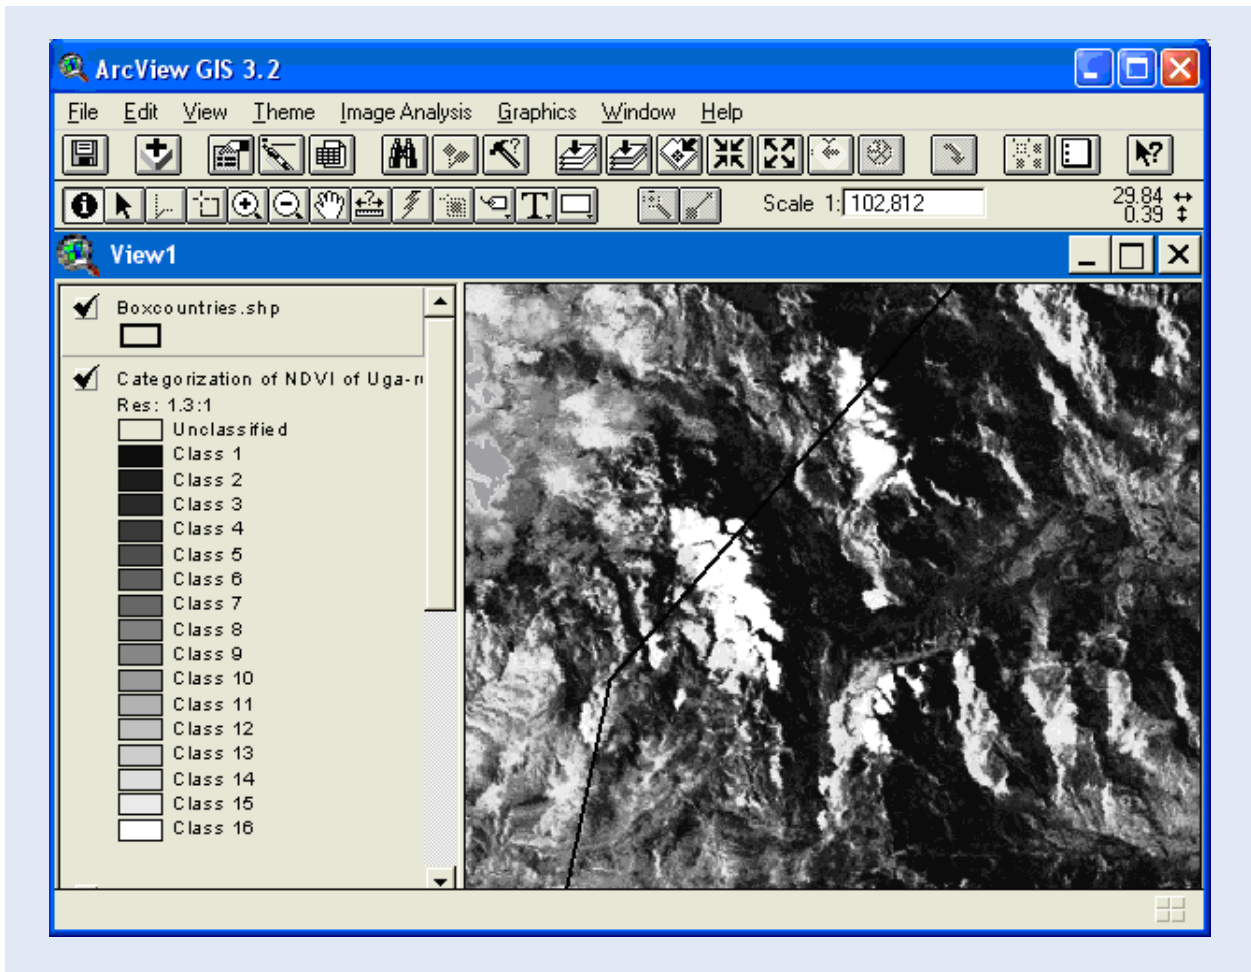 ArcView GIS 3.2
File Edit View Theme Image Analysis Graphics Window Help
Scale 1: 102,812
29.84
0.39
View1
Boxcountries.shp
Categorization of NDVI of Uga-n
Res: 1.3:1
Unclassified
Class 1
Class 2
Class 3
Class 4
Class 5
Class 6
Class 7
Class 8
Class 9
Class 10
Class 11
Class 12
Class 13
Class 14
Class 15
Class 16